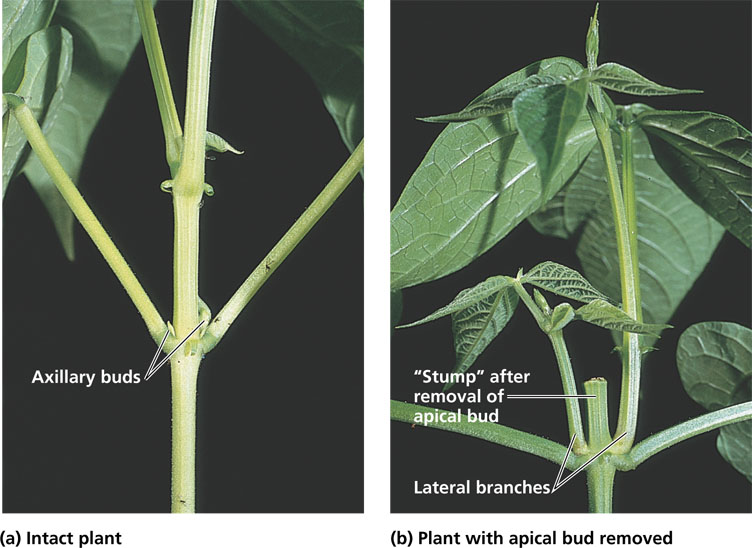 Axillary buds
“Stump” after
removal of
apical bud
Lateral branches
(a) Intact plant
(b) Plant with apical bud removed